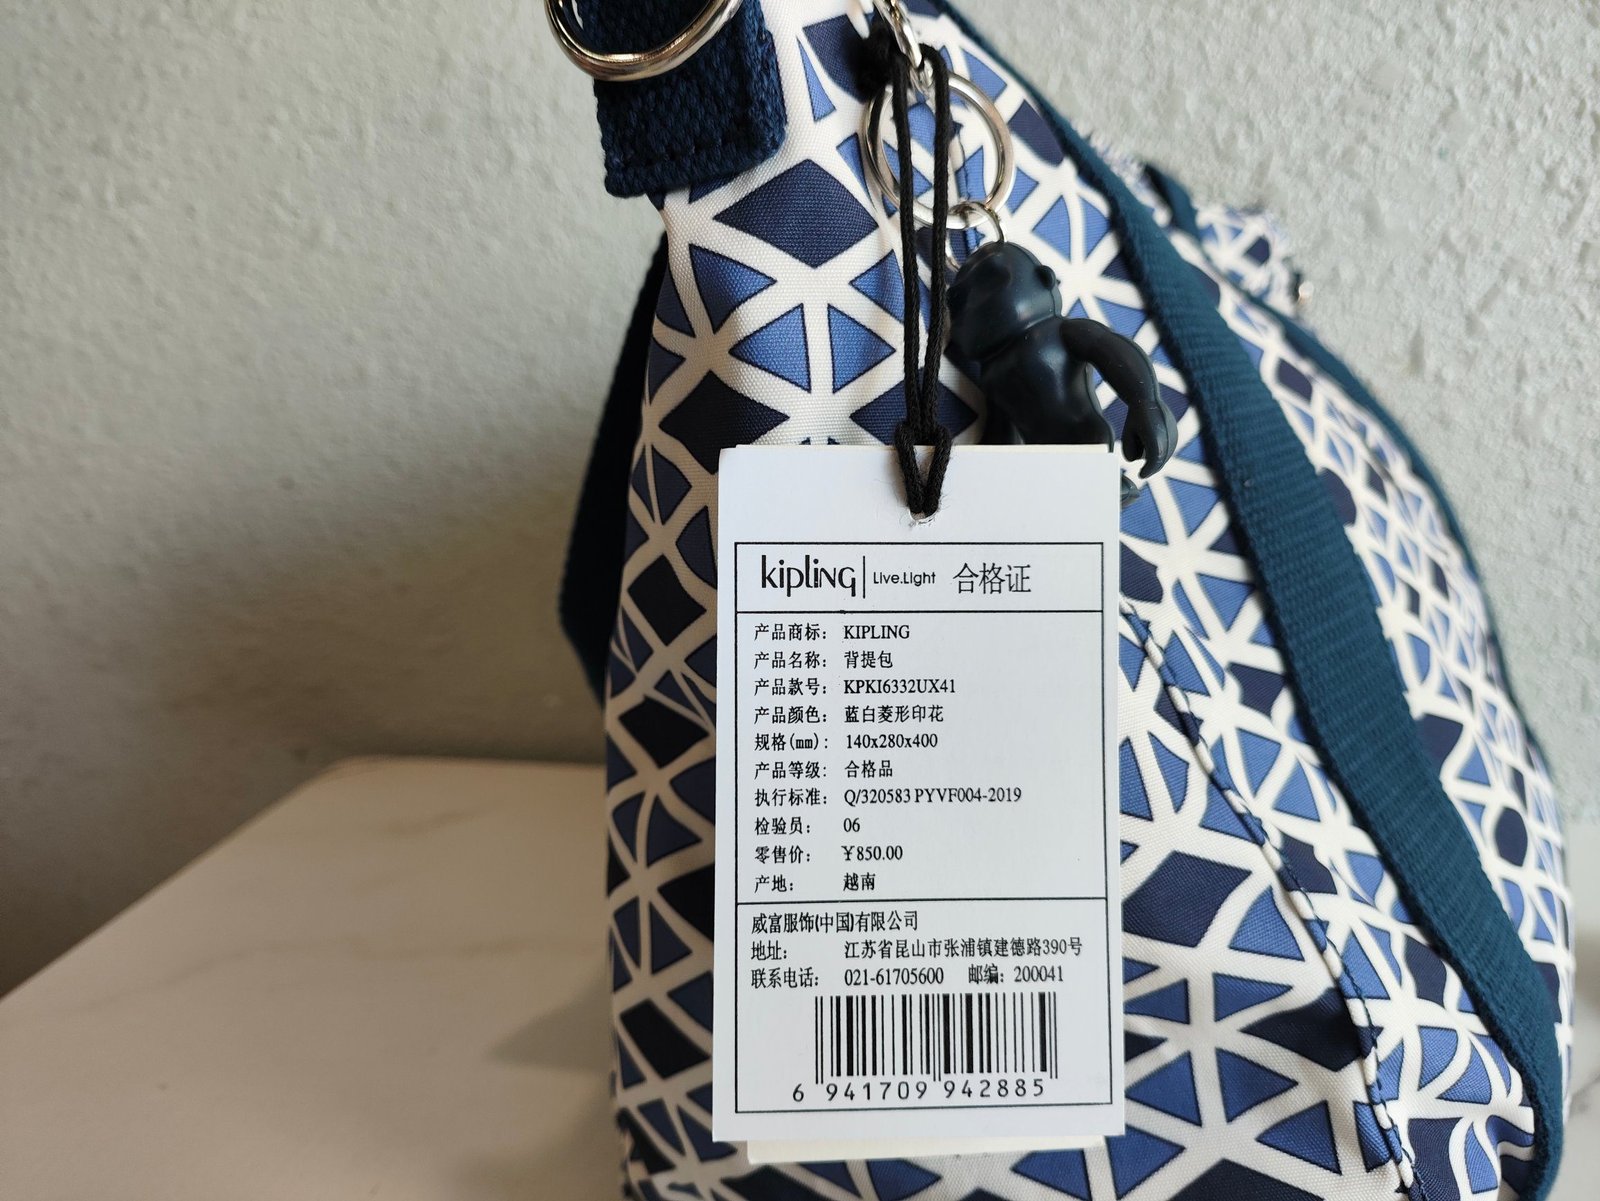 kipling Live.Light 合格证
产品商标: KIPLING
产品名称: 背提包
产品款号: KPKI6332UX41
产品颜色: 蓝白菱形印花
规格(mm): 140x280x400
产品等级: 合格品
执行标准: Q/320583 PYVF004-2019
检验员: 06
零售价: ¥850.00
产地: 越南
威富服饰(中国)有限公司
地址: 江苏省昆山市张浦镇建德路390号
联系电话: 021-61705600 邮编: 200041
6 941709 942885